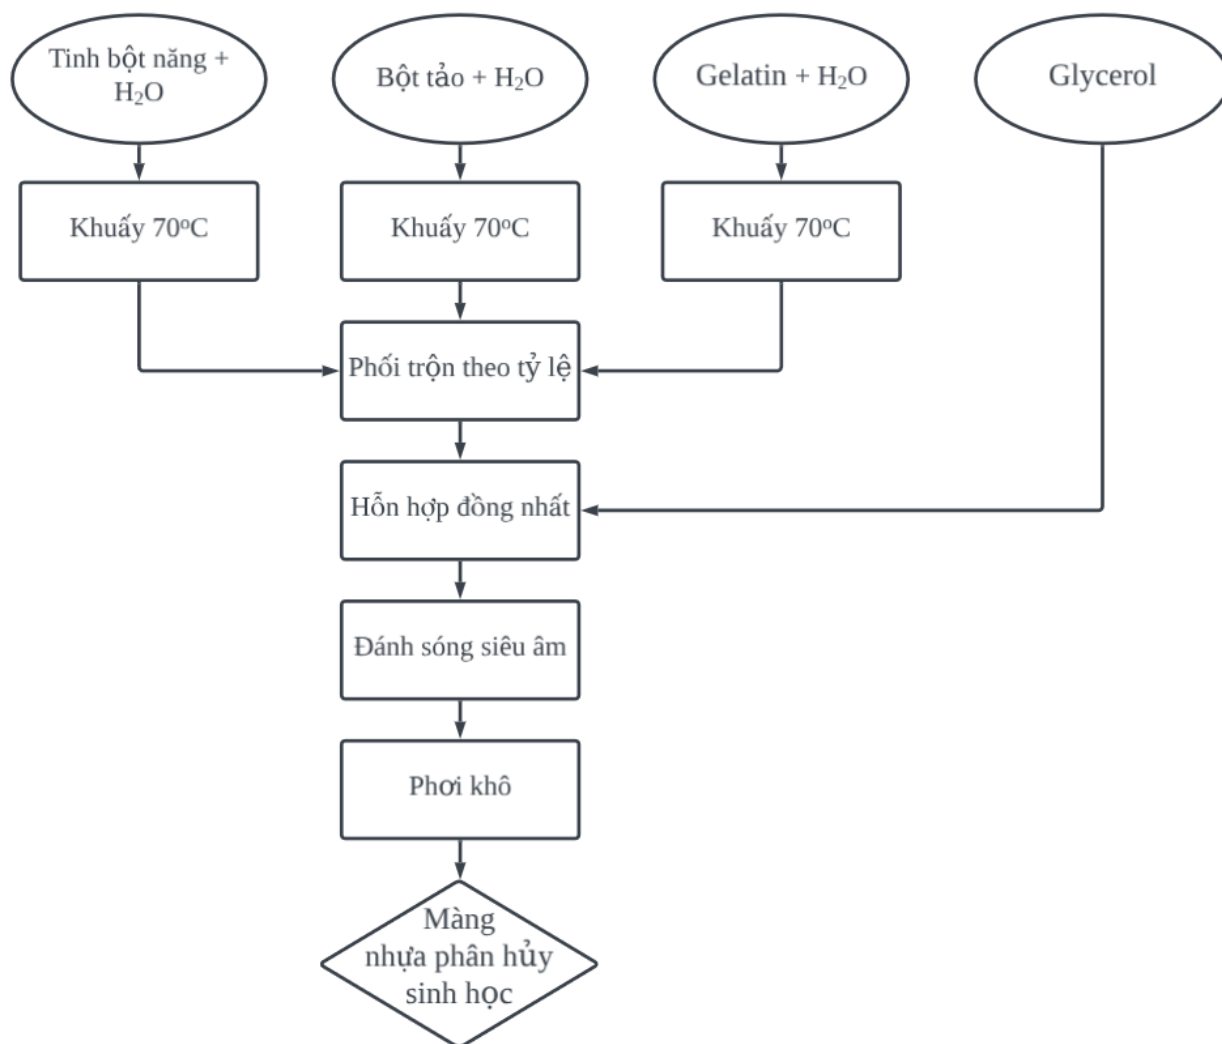 Tinh bột năng +
H₂O
Bột tảo + H₂O
Gelatin + H₂O
Glycerol
Khuấy 70ºC
Khuấy 70ºC
Khuấy 70ºC
Phối trộn theo tỷ lệ
Hỗn hợp đồng nhất
Đánh sóng siêu âm
Phơi khô
Màng
nhựa phân hủy
sinh học